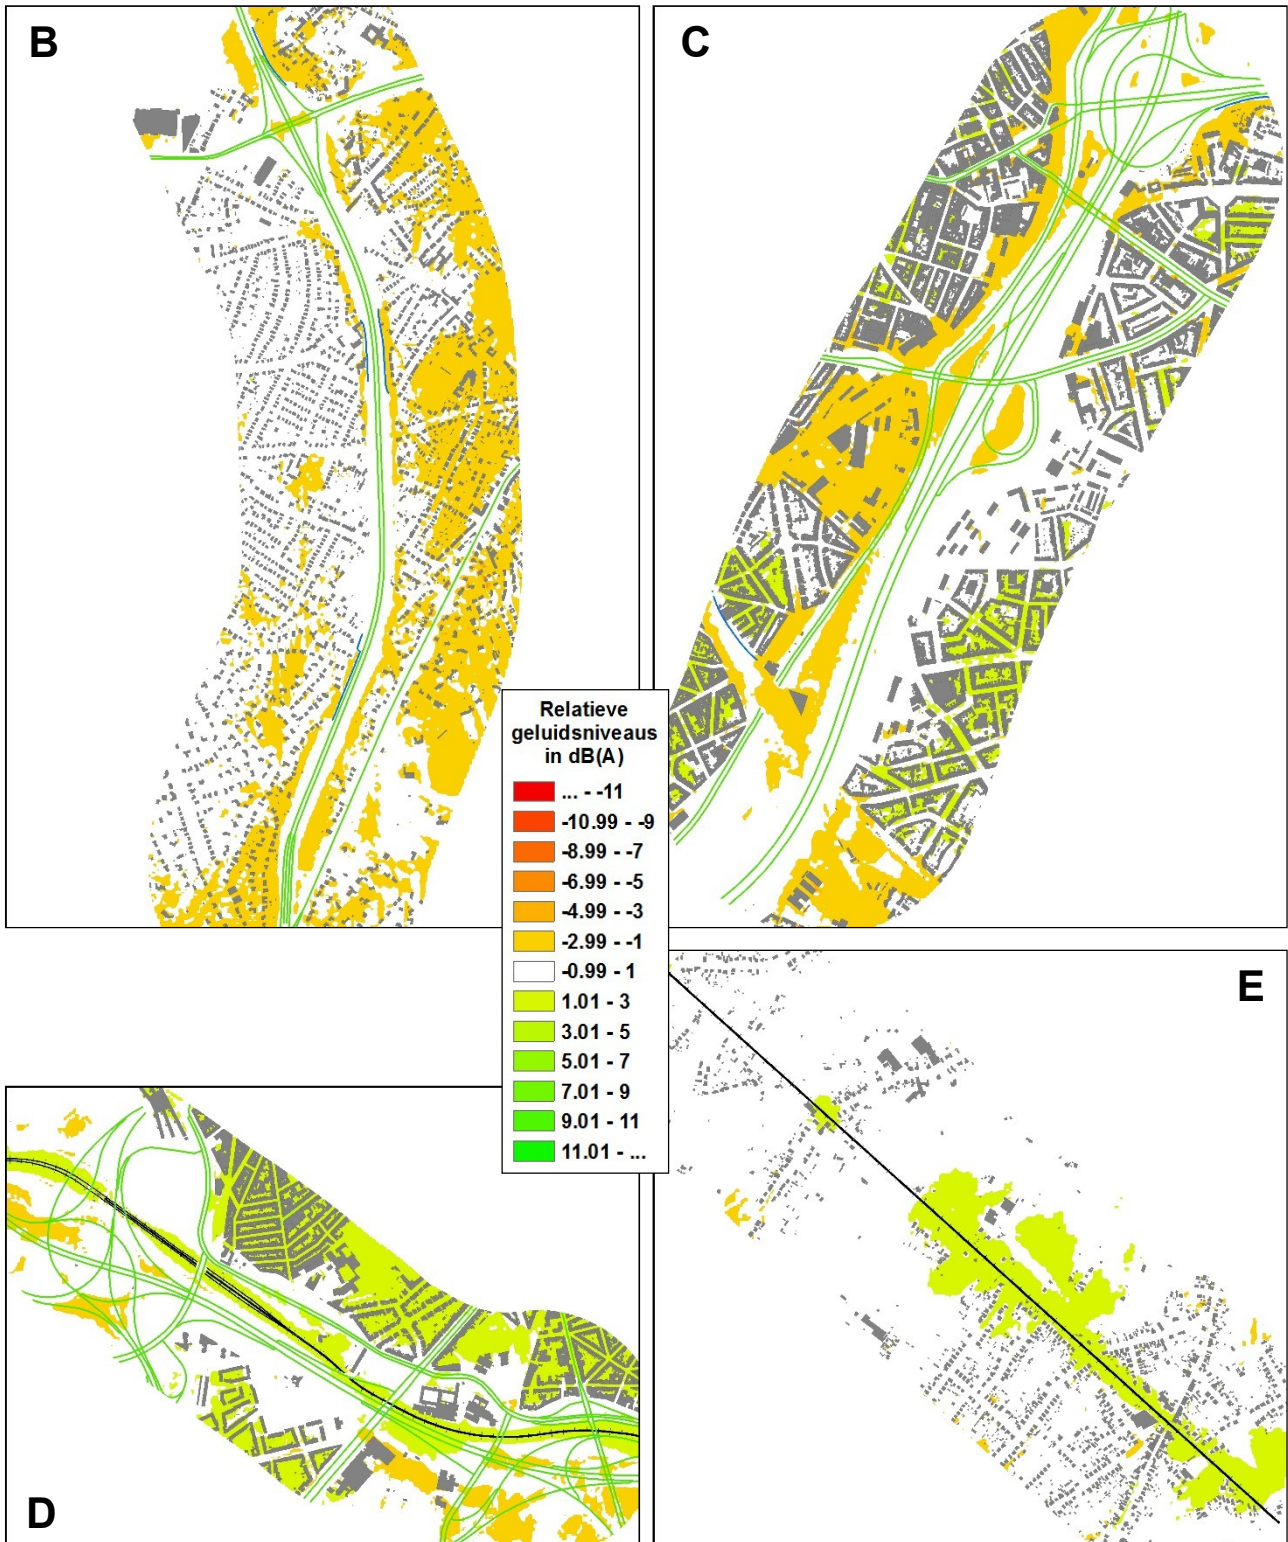 B
C
Relatieve
geluidsniveaus
in dB(A)
... - -11
-10.99 - -9
-8.99 - -7
-6.99 - -5
-4.99 - -3
-2.99 - -1
-0.99 - 1
1.01 - 3
3.01 - 5
5.01 - 7
7.01 - 9
9.01 - 11
11.01 - ...
E
D